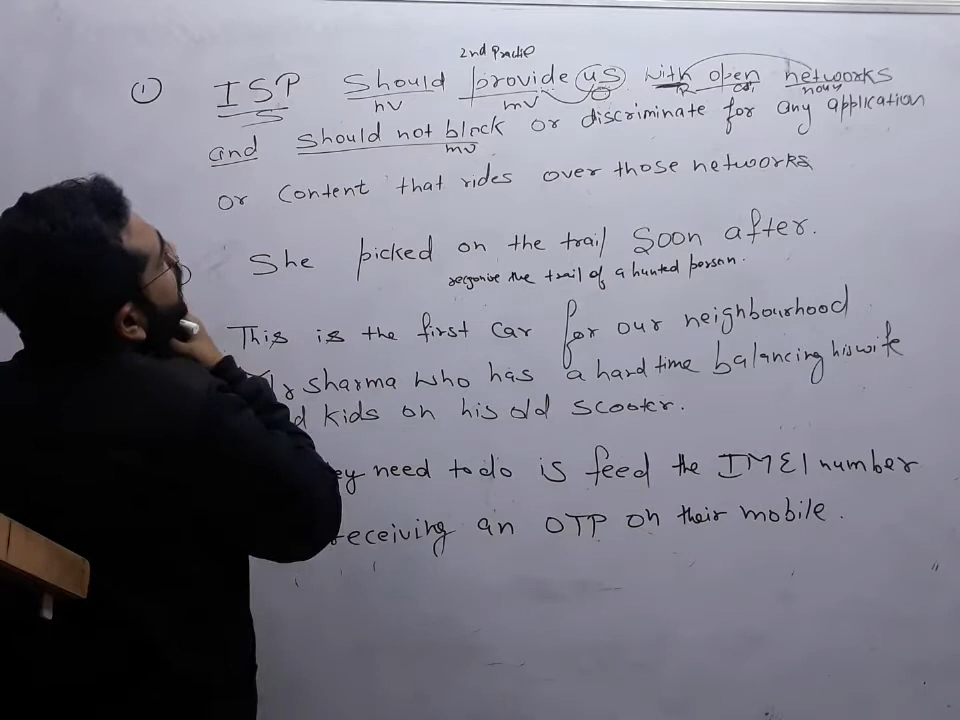 2nd Practic
① ISP Should provide us with open networks
S hv mv O P adj noun
and should not block or discriminate for any application
mv
or content that rides over those networks
She picked on the trail soon after.
recognise the trail of a hunted person.
This is the first car for our neighbourhood
sharma who has a hard time balancing his wife
kids on his old scooter.
need to do is feed the IMEI number
receiving an OTP on their mobile.